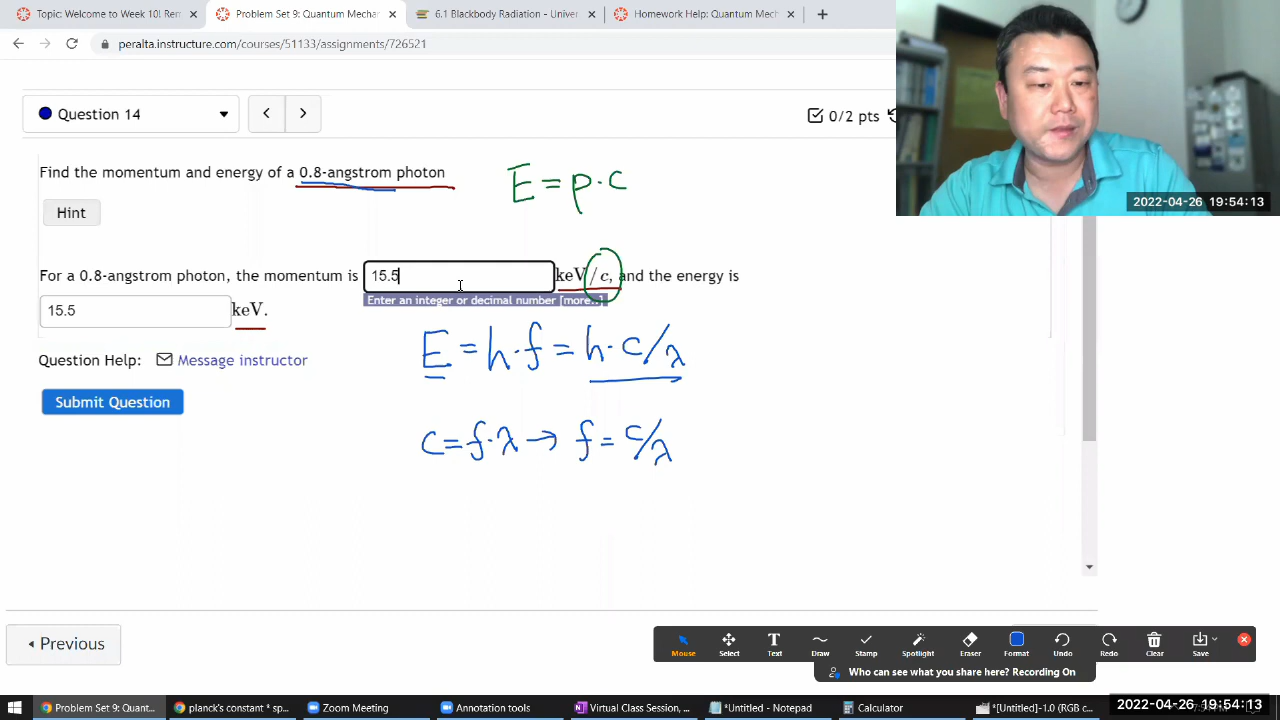 Topic: Welcome to Week 10! Rem
Problem Set 9: Quantum Mechar
6.1 Blackbody Radiation - Univer
Homework Help: Quantum Mech
peralta.instructure.com/courses/51133/assignments/726521
2022-04-26 19:54:13
Question 14
0/2 pts
Find the momentum and energy of a 0.8-angstrom photon
E = p·c
Hint
For a 0.8-angstrom photon, the momentum is 15.5 keV/c, and the energy is
Enter an integer or decimal number [more..]
15.5 keV.
E = h·f = h·c/λ
Question Help: Message instructor
Submit Question
c = f·λ → f = c/λ
Previous
Mouse Select Text Draw Stamp Spotlight Eraser Format Undo Redo Clear Save
Who can see what you share here? Recording On
Problem Set 9: Quant... planck's constant * sp... Zoom Meeting Annotation tools Virtual Class Session, ... *Untitled - Notepad Calculator *[Untitled]-1.0 (RGB c... 2022-04-26 19:54:13